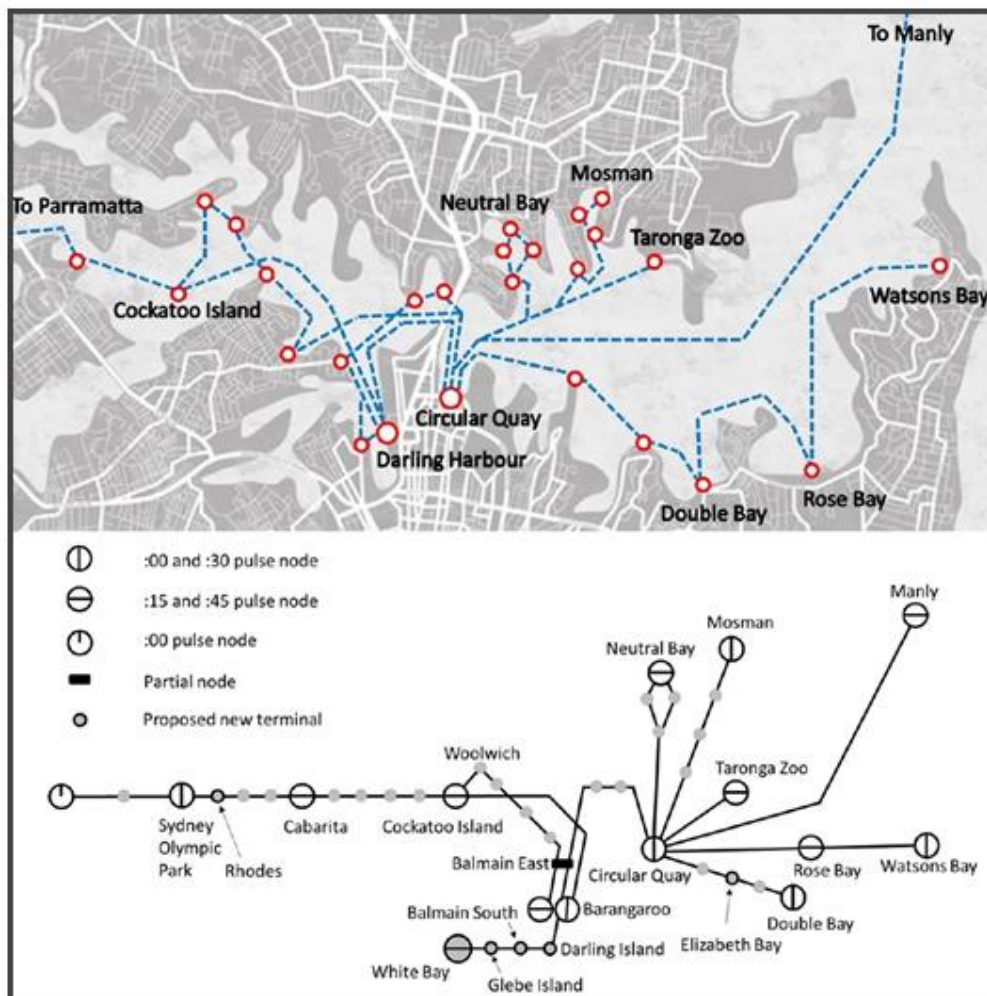 To Manly
Mosman
Neutral Bay
To Parramatta
Taronga Zoo
Cockatoo Island
Watsons Bay
Circular Quay
Darling Harbour
Rose Bay
Double Bay
:00 and :30 pulse node
:15 and :45 pulse node
:00 pulse node
Partial node
Proposed new terminal
Manly
Mosman
Neutral Bay
Woolwich
Taronga Zoo
Sydney
Olympic
Park
Rhodes
Cabarita
Cockatoo Island
Balmain East
Circular Quay
Rose Bay
Watsons Bay
Balmain South
Barangaroo
Double Bay
Elizabeth Bay
Darling Island
White Bay
Glebe Island